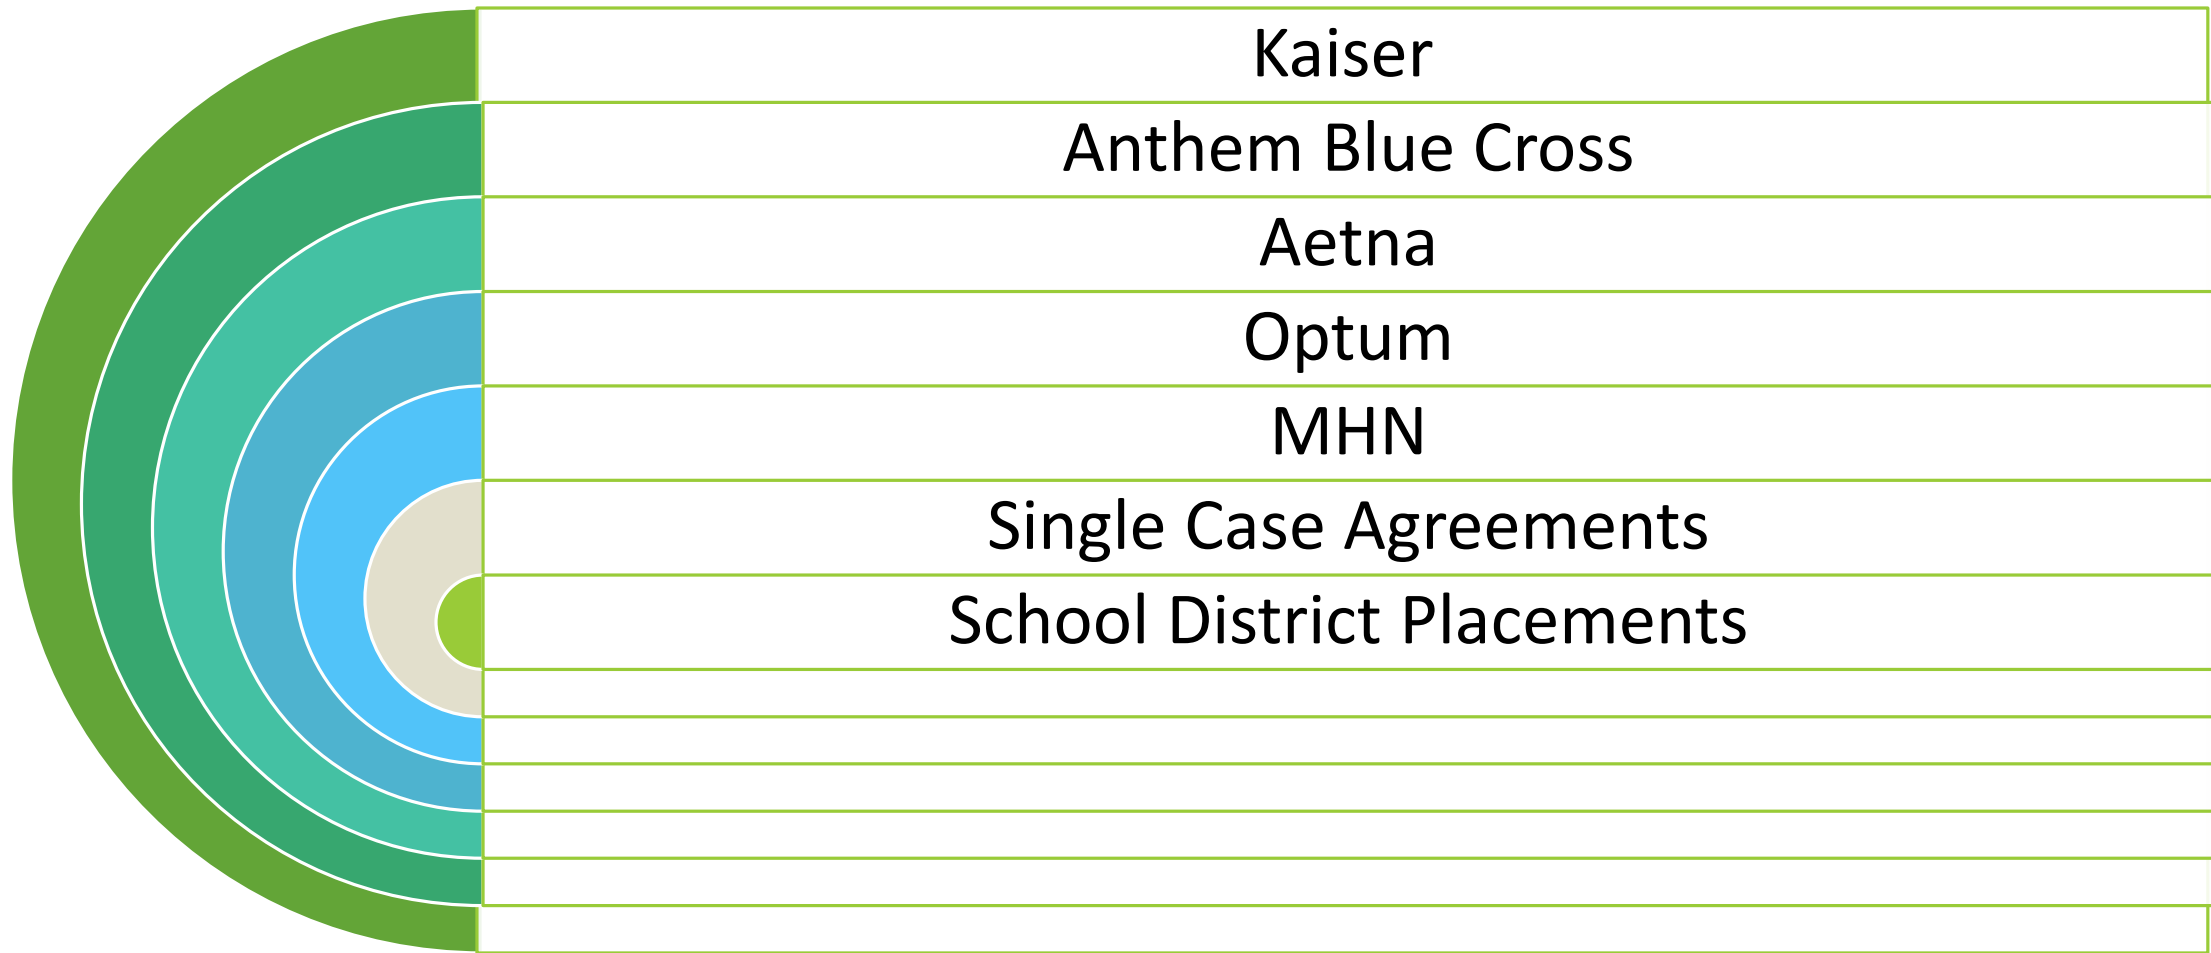 Kaiser
Anthem Blue Cross
Aetna
Optum
MHN
Single Case Agreements
School District Placements